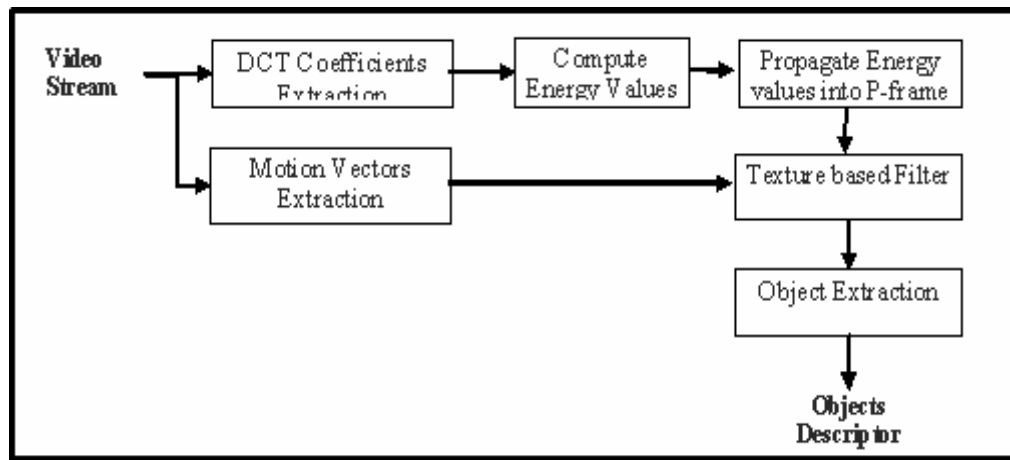 Video
Stream
DCT Coefficients
Extraction
Compute
Energy Values
Propagate Energy
values into P-frame
Motion Vectors
Extraction
Texture based Filter
Object Extraction
Objects
Descriptor